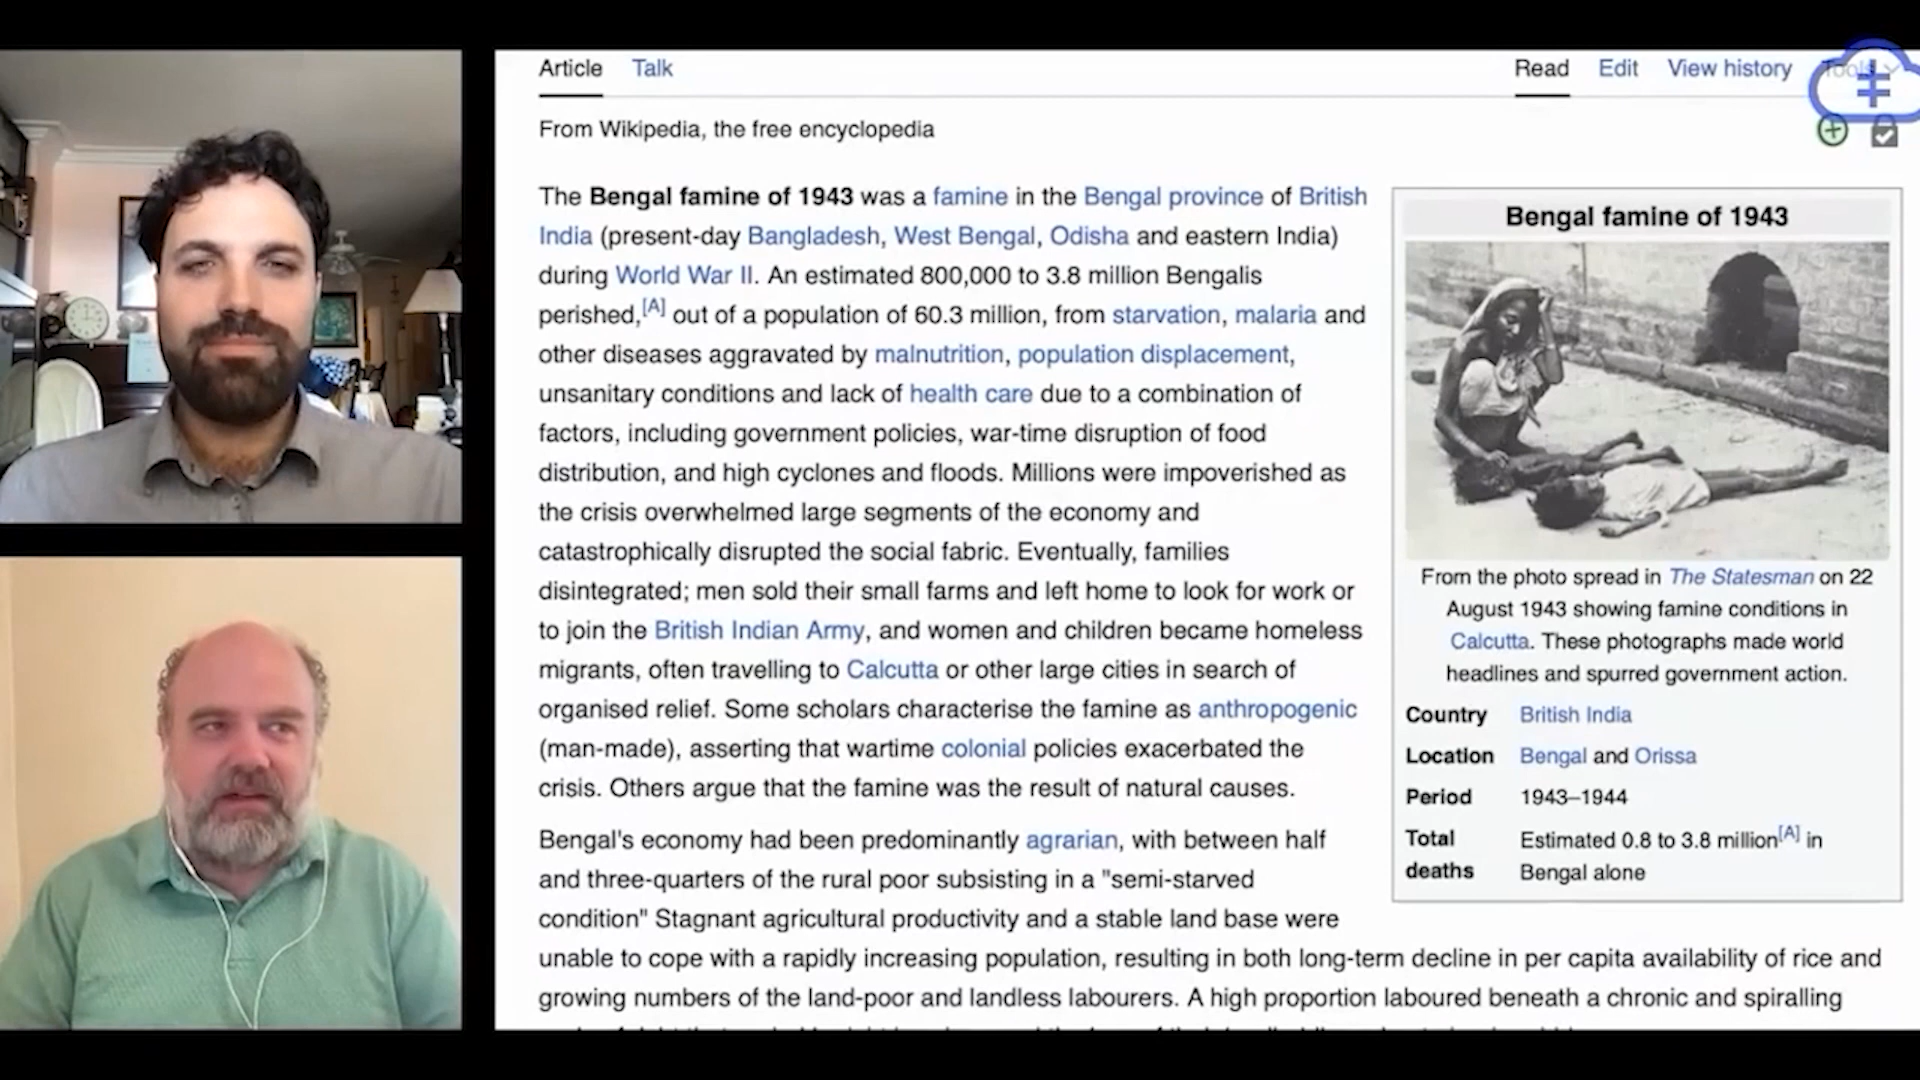 Article Talk Read Edit View history Tools
From Wikipedia, the free encyclopedia
The Bengal famine of 1943 was a famine in the Bengal province of British
India (present-day Bangladesh, West Bengal, Odisha and eastern India)
during World War II. An estimated 800,000 to 3.8 million Bengalis
perished,[A] out of a population of 60.3 million, from starvation, malaria and
other diseases aggravated by malnutrition, population displacement,
unsanitary conditions and lack of health care due to a combination of
factors, including government policies, war-time disruption of food
distribution, and high cyclones and floods. Millions were impoverished as
the crisis overwhelmed large segments of the economy and
catastrophically disrupted the social fabric. Eventually, families
disintegrated; men sold their small farms and left home to look for work or
to join the British Indian Army, and women and children became homeless
migrants, often travelling to Calcutta or other large cities in search of
organised relief. Some scholars characterise the famine as anthropogenic
(man-made), asserting that wartime colonial policies exacerbated the
crisis. Others argue that the famine was the result of natural causes.
Bengal's economy had been predominantly agrarian, with between half
and three-quarters of the rural poor subsisting in a "semi-starved
condition" Stagnant agricultural productivity and a stable land base were
unable to cope with a rapidly increasing population, resulting in both long-term decline in per capita availability of rice and
growing numbers of the land-poor and landless labourers. A high proportion laboured beneath a chronic and spiralling
Bengal famine of 1943
From the photo spread in The Statesman on 22
August 1943 showing famine conditions in
Calcutta. These photographs made world
headlines and spurred government action.
Country British India
Location Bengal and Orissa
Period 1943–1944
Total Estimated 0.8 to 3.8 million[A] in
deaths Bengal alone